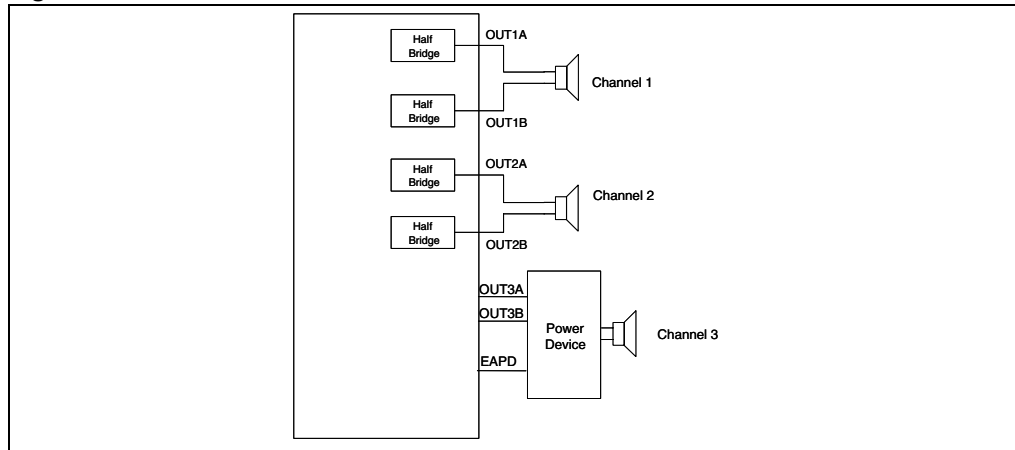 Half
Bridge
OUT1A
Channel 1
Half
Bridge
OUT1B
Half
Bridge
OUT2A
Channel 2
Half
Bridge
OUT2B
OUT3A
OUT3B
Power
Device
Channel 3
EAPD